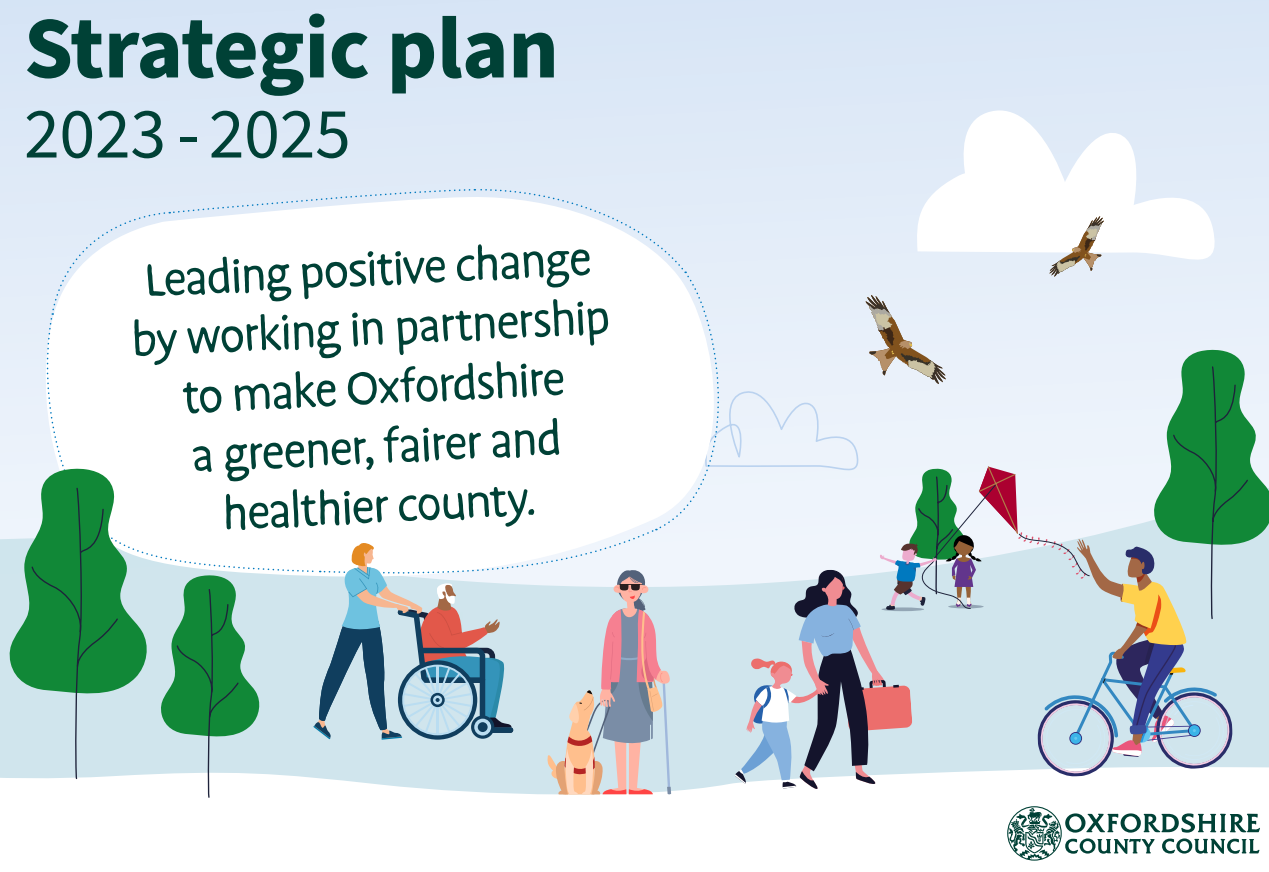 Strategic plan
2023 - 2025
Leading positive change
by working in partnership
to make Oxfordshire
a greener, fairer and
healthier county.
OXFORDSHIRE
COUNTY COUNCIL